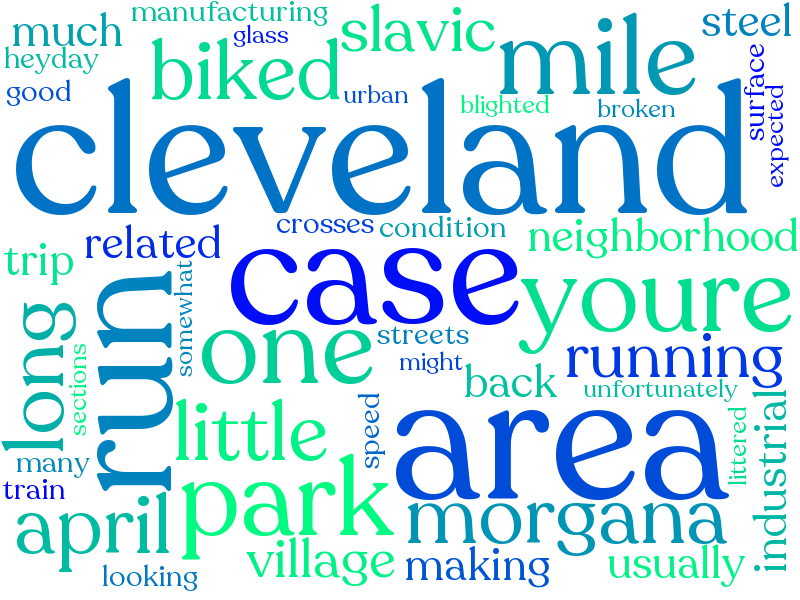 manufacturing
much
glass
slavic
steel
heyday
biked
mile
good
urban
blighted
broken
surface
expected
cleveland
crosses
condition
neighborhood
related
trip
case
somewhat
run
youre
long
one
streets
running
sections
might
back
unfortunately
little
speed
area
littered
industrial
many
train
park
april
morgana
village
making
usually
looking